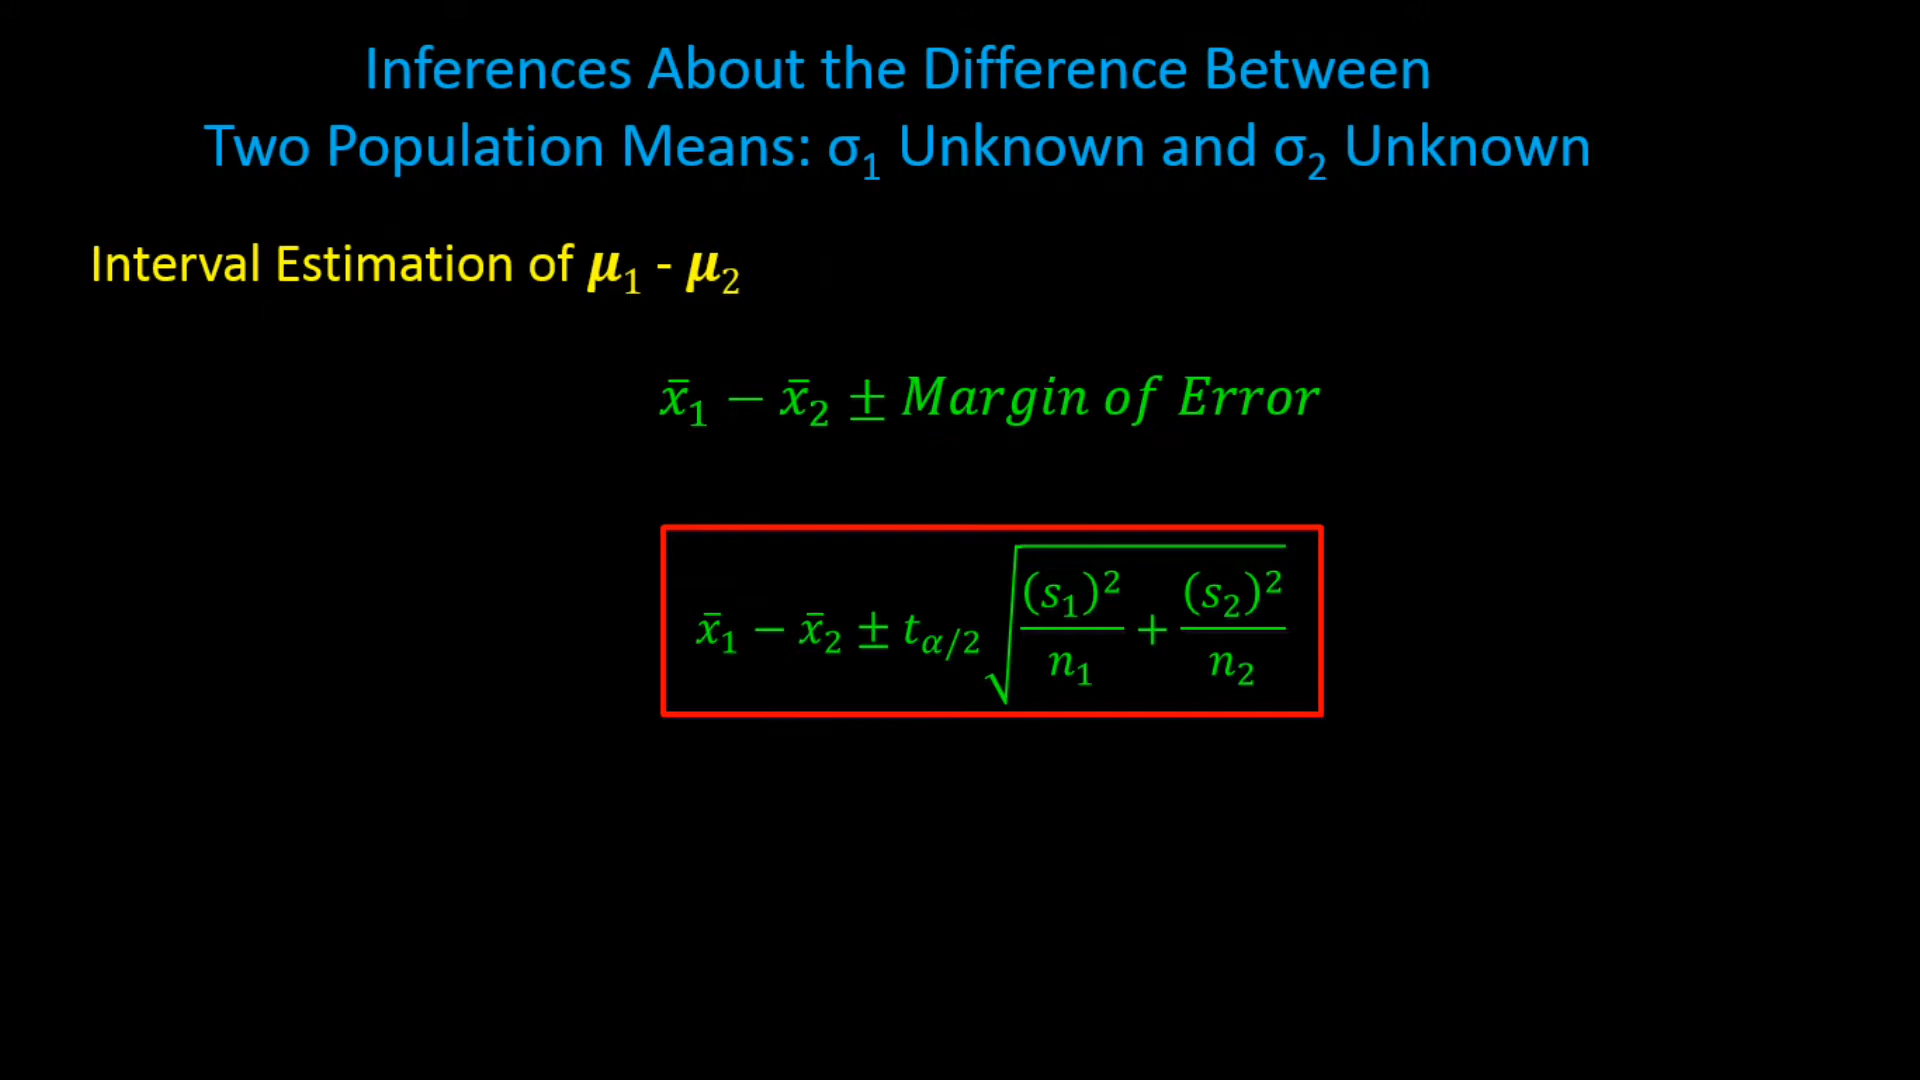 Inferences About the Difference Between
Two Population Means: σ₁ Unknown and σ₂ Unknown
Interval Estimation of 𝝁₁ - 𝝁₂
x̄₁ − x̄₂ ± Margin of Error
x̄₁ − x̄₂ ± t_{α/2} √((s₁)²/n₁ + (s₂)²/n₂)